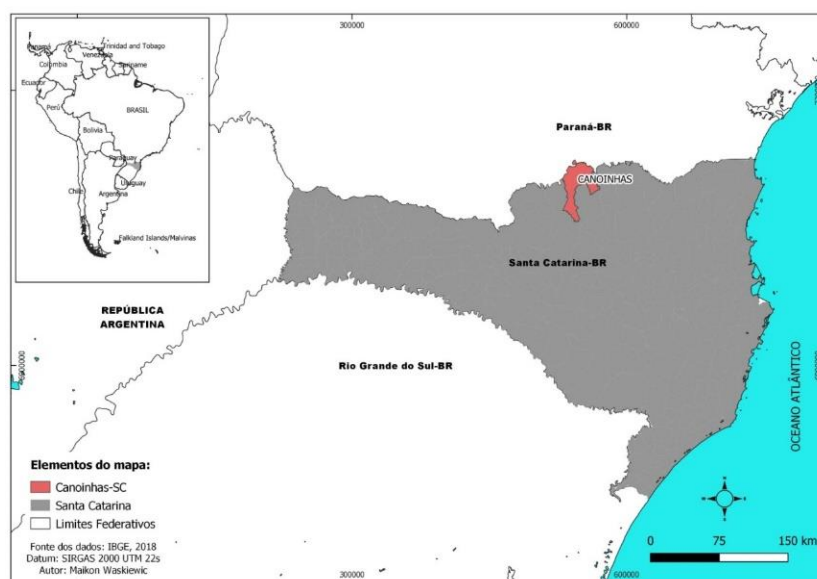 300000
600000
Panamá
Trinidad and Tobago
Venezuela
Suriname
Colombia
Ecuador
Perú
BRASIL
Bolivia
Paraguay
Chile
Uruguay
Argentina
Falkland Islands/Malvinas
Paraná-BR
CANOINHAS
Santa Catarina-BR
REPÚBLICA
ARGENTINA
Rio Grande do Sul-BR
OCEANO ATLÂNTICO
Elementos do mapa:
Canoinhas-SC
Santa Catarina
Limites Federativos
Fonte dos dados: IBGE, 2018
Datum: SIRGAS 2000 UTM 22s
Autor: Maikon Waskiewic
0 75 150 km
300000
600000